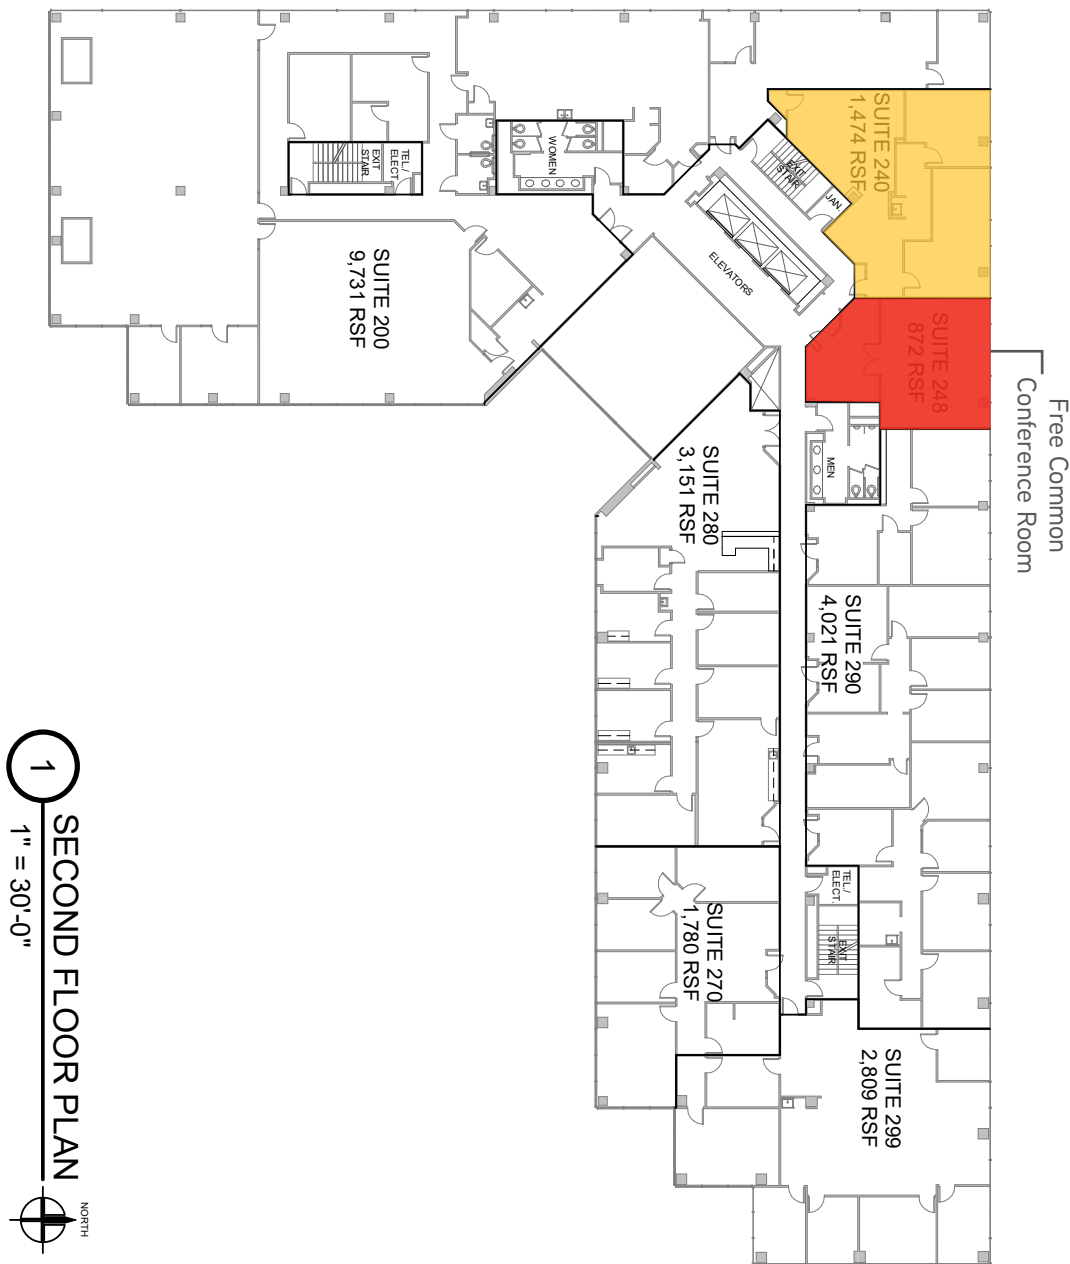 SUITE 240
1,474 RSF
SUITE 248
872 RSF
Free Common
Conference Room
WOMEN
TEL./
ELECT.
EXIT
STAIR
EXIT
STAIR
JAN.
ELEVATORS
SUITE 200
9,731 RSF
MEN
SUITE 280
3,151 RSF
SUITE 290
4,021 RSF
TEL./
ELECT.
EXIT
STAIR
SUITE 270
1,780 RSF
SUITE 299
2,809 RSF
1
SECOND FLOOR PLAN
1" = 30'-0"
NORTH